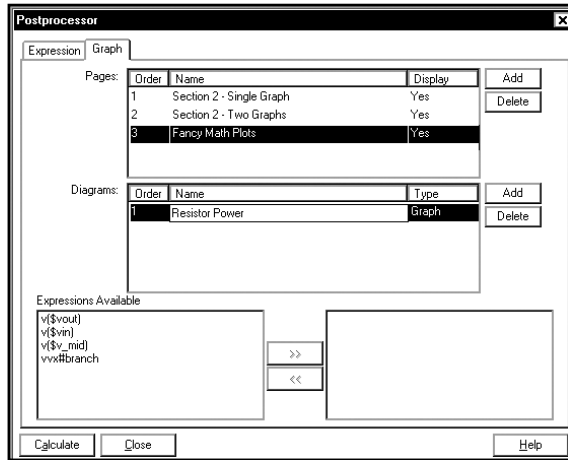 Postprocessor
Expression Graph
Pages: Order Name Display Add
1 Section 2 - Single Graph Yes Delete
2 Section 2 - Two Graphs Yes
3 Fancy Math Plots Yes
Diagrams: Order Name Type Add
1 Resistor Power Graph Delete
Expressions Available
v($vout)
v($vin)
v($v_mid)
vvx#branch
>>
<<
Calculate Close Help